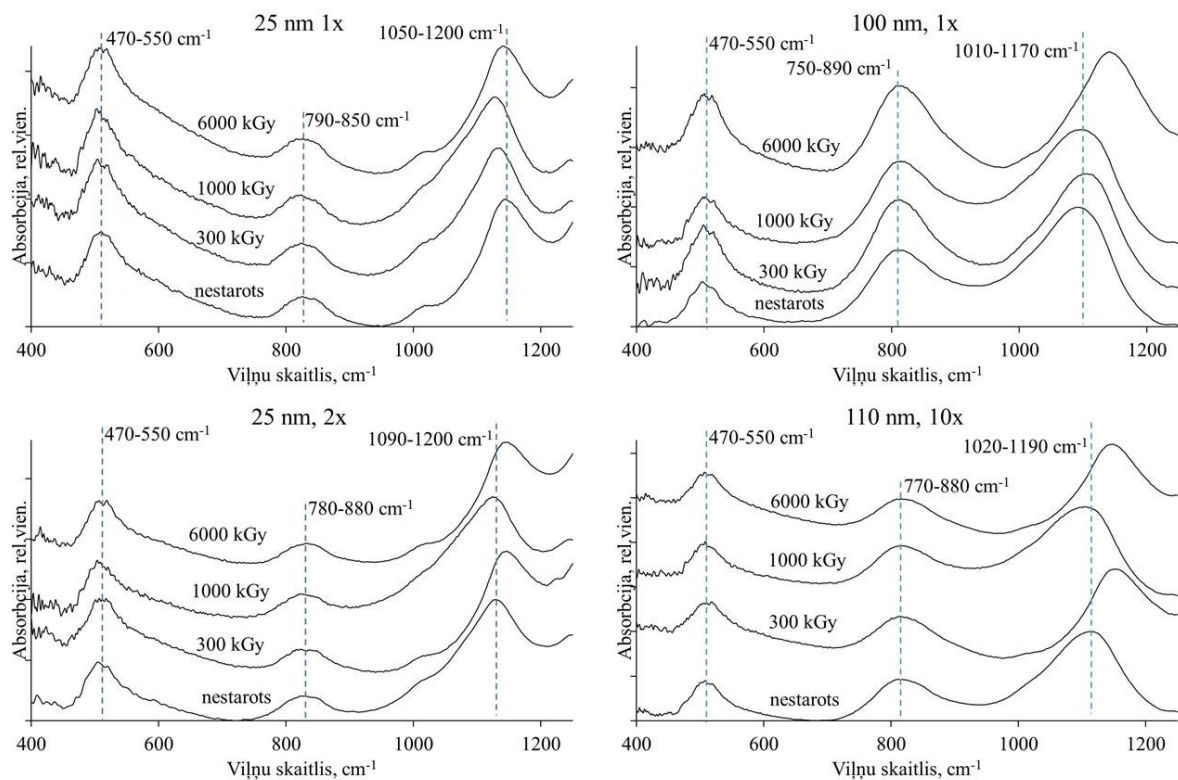 25 nm 1x
470-550 cm⁻¹
1050-1200 cm⁻¹
790-850 cm⁻¹
6000 kGy
1000 kGy
300 kGy
nestarots
Absorbcija, rel.vien.
400 600 800 1000 1200
Viļņu skaitlis, cm⁻¹
100 nm, 1x
470-550 cm⁻¹
1010-1170 cm⁻¹
750-890 cm⁻¹
6000 kGy
1000 kGy
300 kGy
nestarots
Absorbcija, rel.vien.
400 600 800 1000 1200
Viļņu skaitlis, cm⁻¹
25 nm, 2x
470-550 cm⁻¹
1090-1200 cm⁻¹
780-880 cm⁻¹
6000 kGy
1000 kGy
300 kGy
nestarots
Absorbcija, rel.vien.
400 600 800 1000 1200
Viļņu skaitlis, cm⁻¹
110 nm, 10x
470-550 cm⁻¹
1020-1190 cm⁻¹
770-880 cm⁻¹
6000 kGy
1000 kGy
300 kGy
nestarots
Absorbcija, rel.vien.
400 600 800 1000 1200
Viļņu skaitlis, cm⁻¹